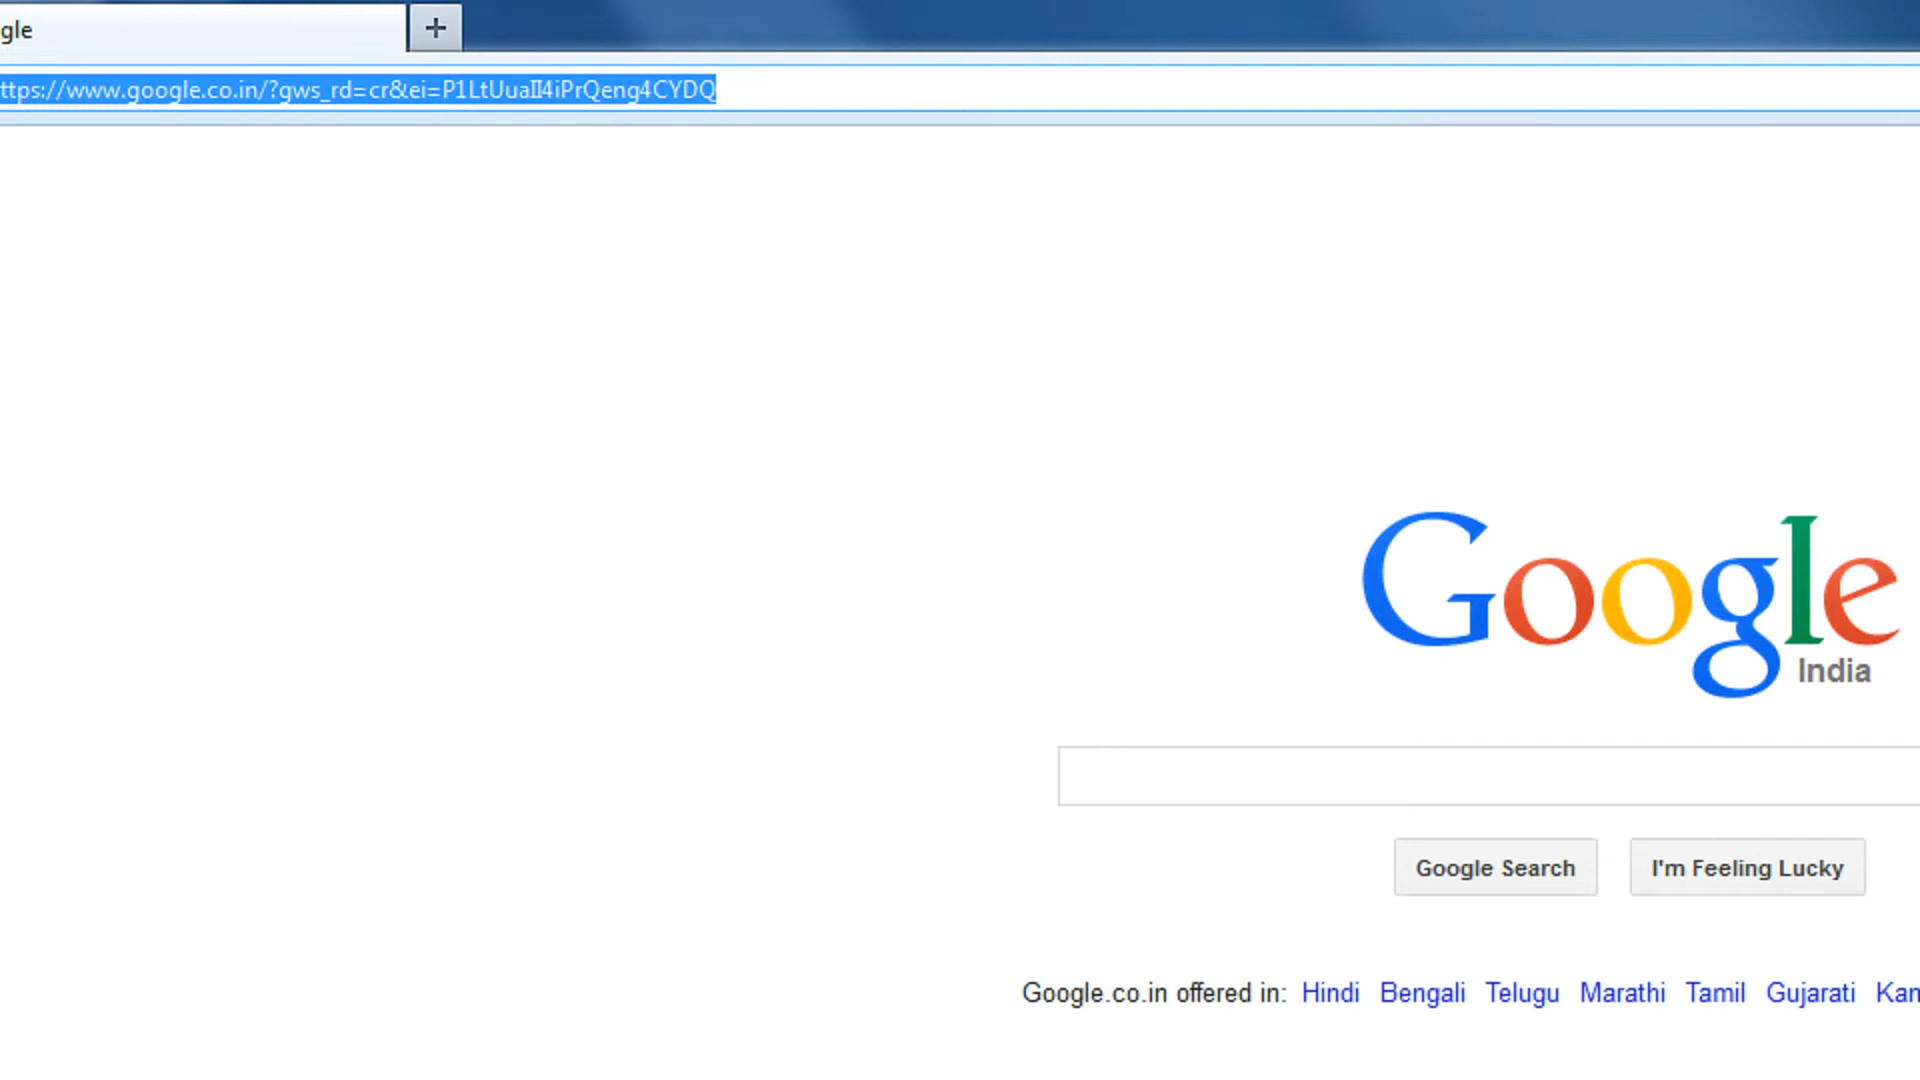 gle
ttps://www.google.co.in/?gws_rd=cr&ei=P1LtUuaII4iPrQeng4CYDQ
Google
India
Google Search I'm Feeling Lucky
Google.co.in offered in: Hindi Bengali Telugu Marathi Tamil Gujarati Kan